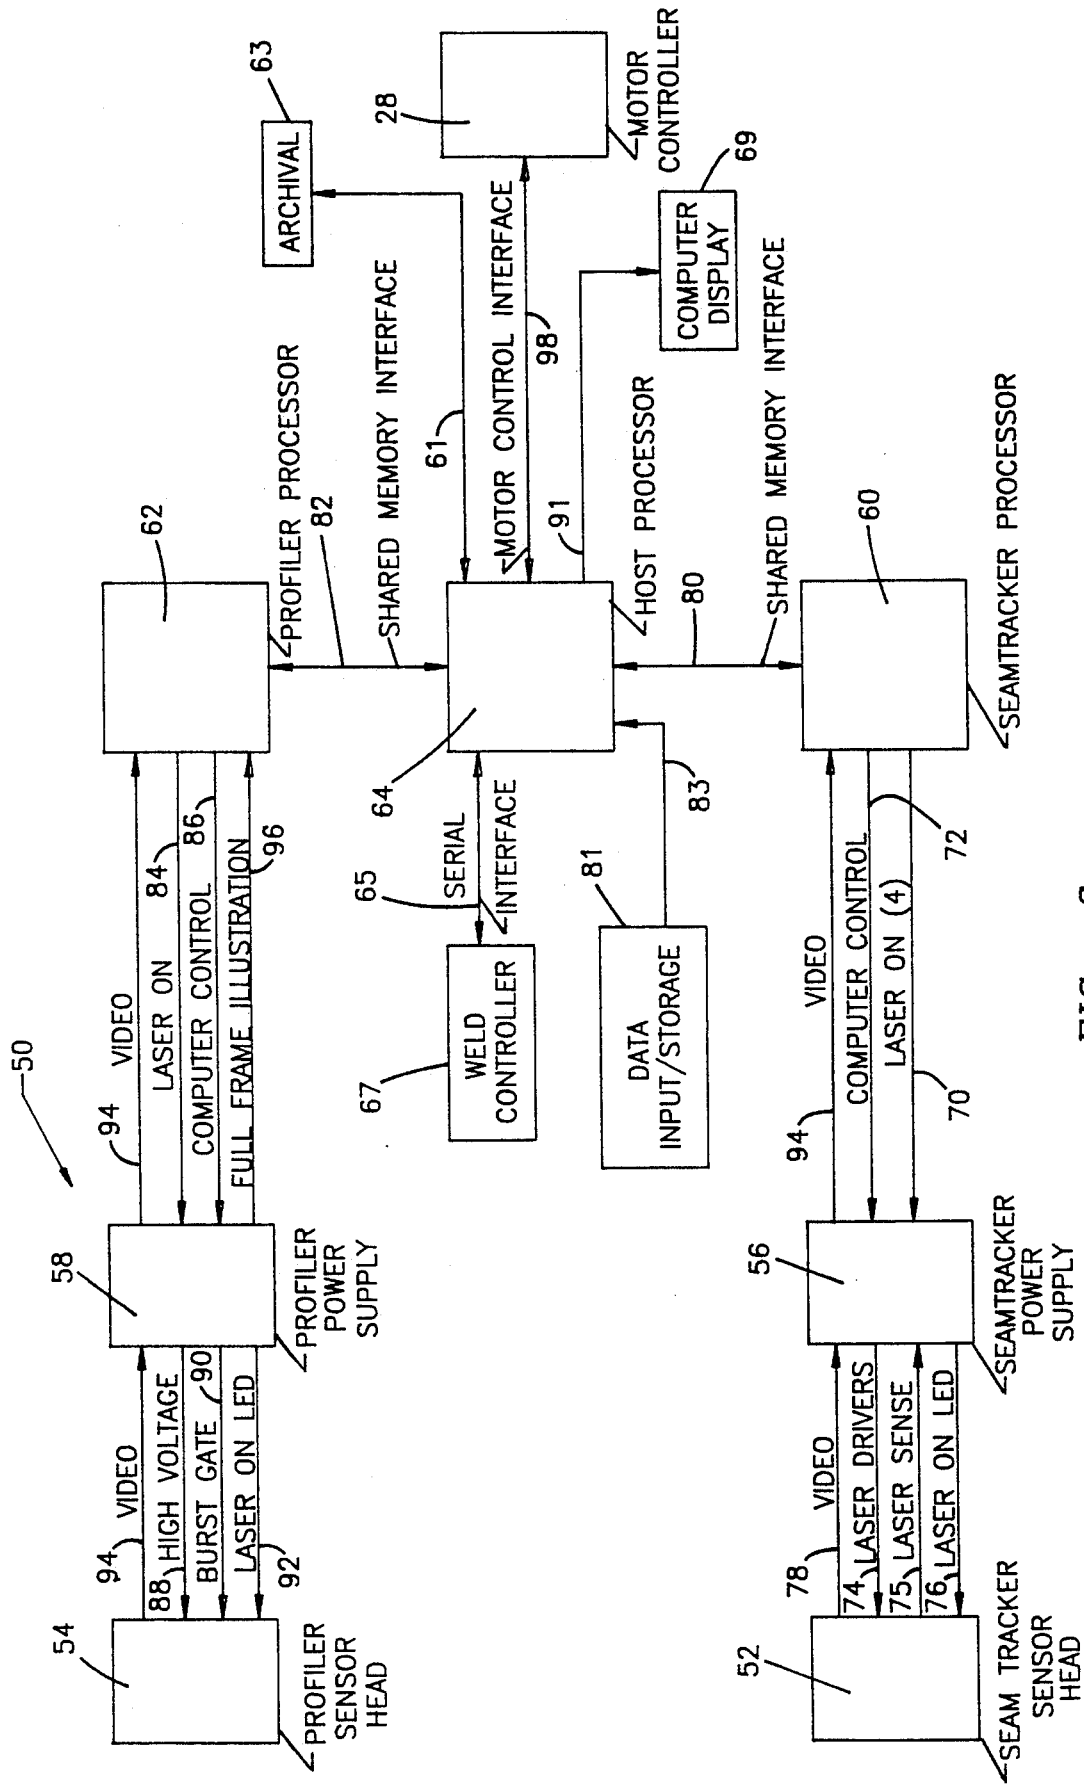 50
54
PROFILER
SENSOR
HEAD
94
VIDEO
88
HIGH VOLTAGE
BURST GATE
90
LASER ON LED
92
58
PROFILER
POWER
SUPPLY
94
VIDEO
LASER ON
84
COMPUTER CONTROL
86
FULL FRAME ILLUSTRATION
96
62
PROFILER PROCESSOR
82
SHARED MEMORY INTERFACE
ARCHIVAL
63
61
28
MOTOR
CONTROLLER
MOTOR CONTROL INTERFACE
98
67
WELD
CONTROLLER
65
SERIAL
INTERFACE
64
HOST PROCESSOR
91
COMPUTER
DISPLAY
69
81
DATA
INPUT/STORAGE
83
80
SHARED MEMORY INTERFACE
52
SEAM TRACKER
SENSOR
HEAD
78
VIDEO
74
LASER DRIVERS
75
LASER SENSE
76
LASER ON LED
56
SEAMTRACKER
POWER
SUPPLY
94
VIDEO
COMPUTER CONTROL
72
LASER ON (4)
70
60
SEAMTRACKER PROCESSOR